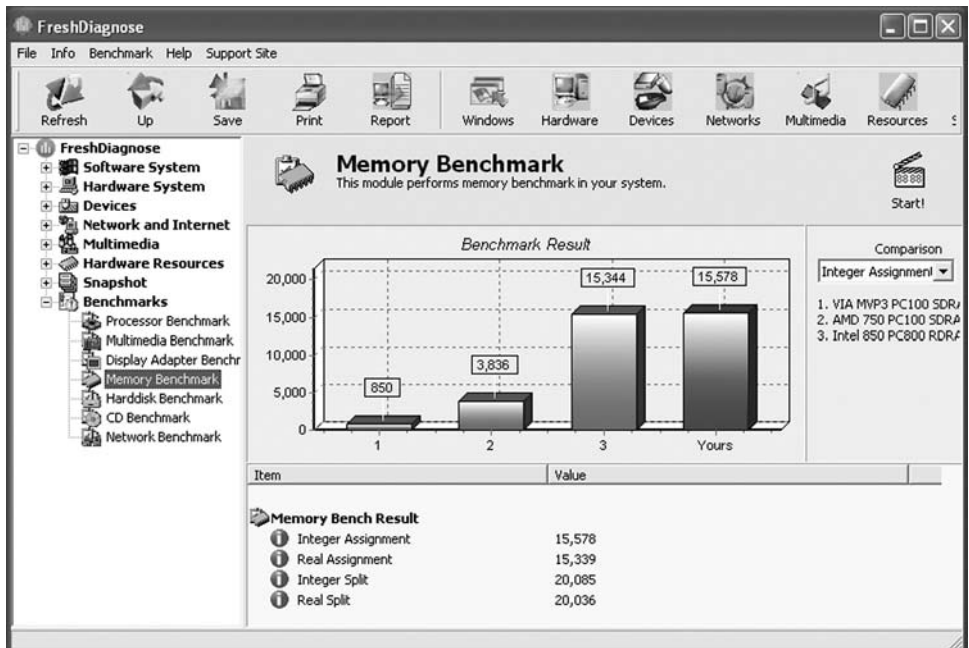 FreshDiagnose
File Info Benchmark Help Support Site
Refresh Up Save Print Report Windows Hardware Devices Networks Multimedia Resources
FreshDiagnose
Software System
Hardware System
Devices
Network and Internet
Multimedia
Hardware Resources
Snapshot
Benchmarks
Processor Benchmark
Multimedia Benchmark
Display Adapter Benchr
Memory Benchmark
Harddisk Benchmark
CD Benchmark
Network Benchmark
Memory Benchmark
This module performs memory benchmark in your system.
88 88
Start!
Benchmark Result
20,000
15,000
10,000
5,000
0
850
3,836
15,344
15,578
1 2 3 Yours
Comparison
Integer Assignment
1. VIA MVP3 PC100 SDRA
2. AMD 750 PC100 SDRA
3. Intel 850 PC800 RDRA
Item Value
Memory Bench Result
Integer Assignment 15,578
Real Assignment 15,339
Integer Split 20,085
Real Split 20,036